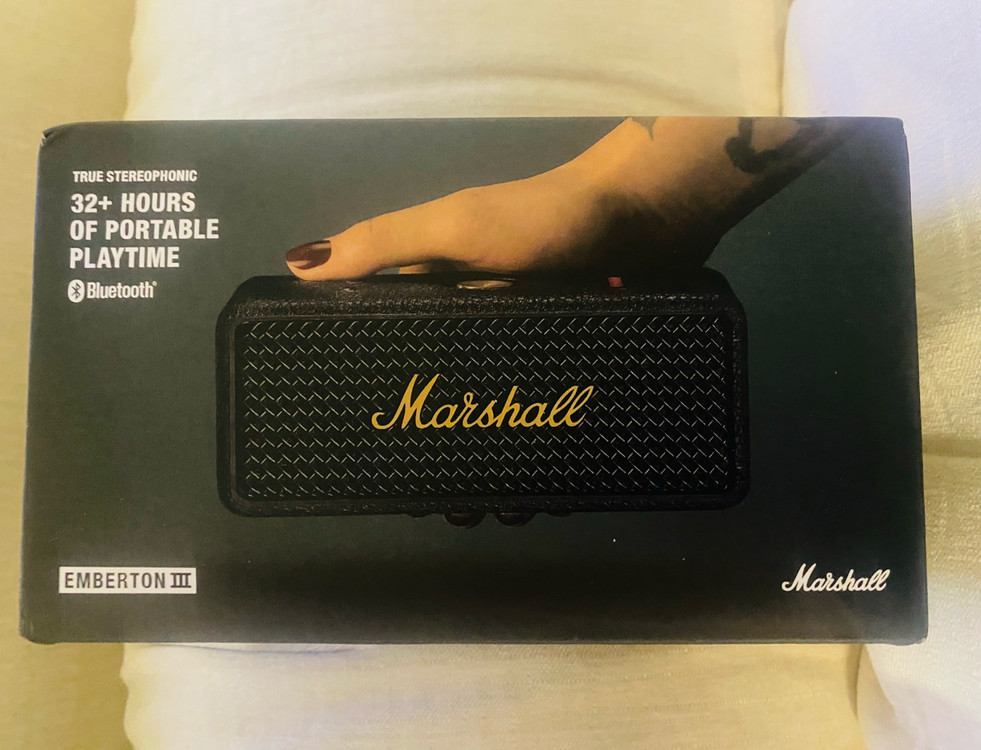 TRUE STEREOPHONIC
32+ HOURS
OF PORTABLE
PLAYTIME
Bluetooth®
Marshall
EMBERTON III
Marshall